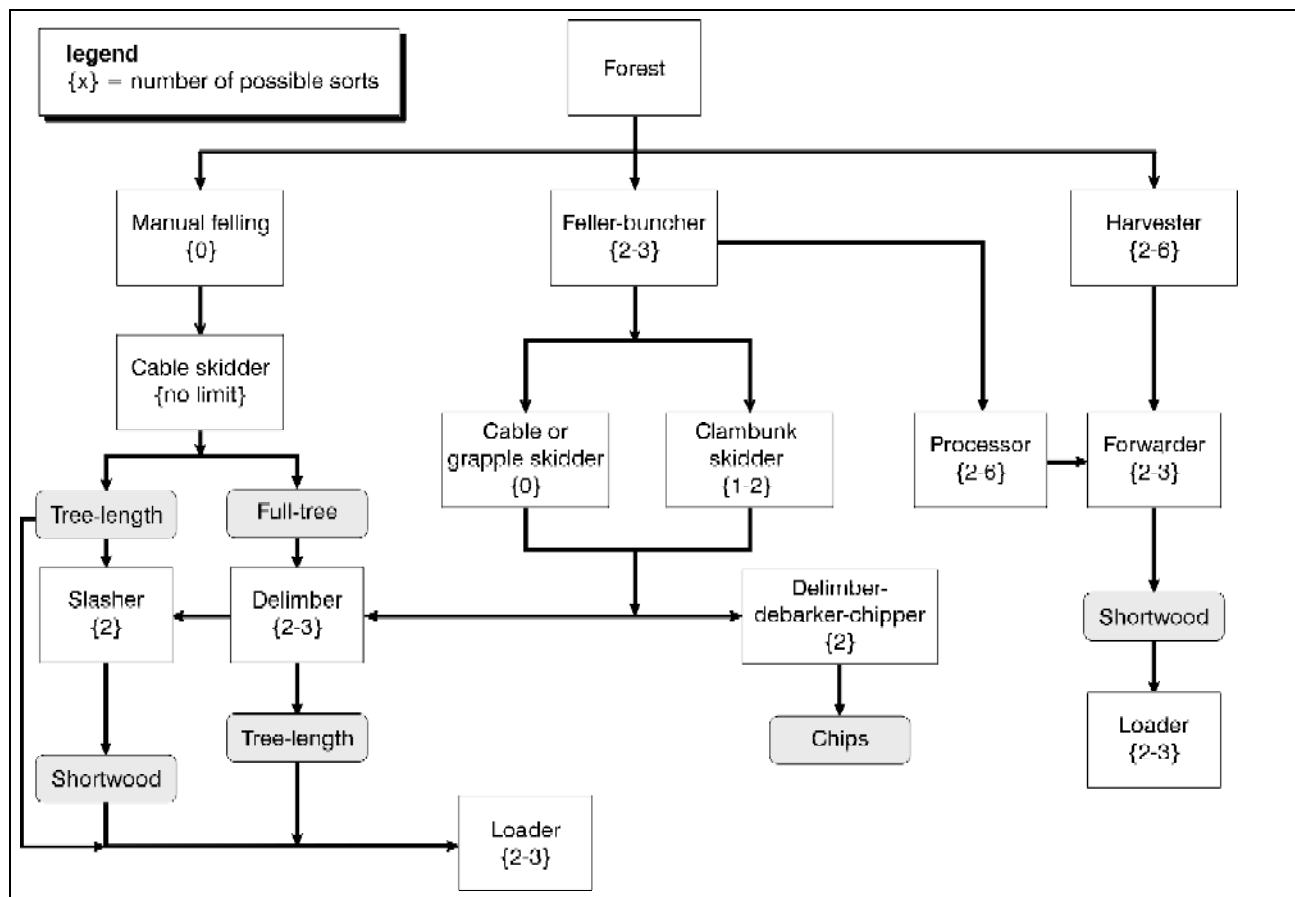 legend
{x} = number of possible sorts
Forest
Manual felling
{0}
Feller-buncher
{2-3}
Harvester
{2-6}
Cable skidder
{no limit}
Cable or
grapple skidder
{0}
Clambunk
skidder
{1-2}
Processor
{2-6}
Forwarder
{2-3}
Tree-length
Full-tree
Slasher
{2}
Delimber
{2-3}
Delimber-
debarker-chipper
{2}
Shortwood
Tree-length
Chips
Loader
{2-3}
Shortwood
Loader
{2-3}